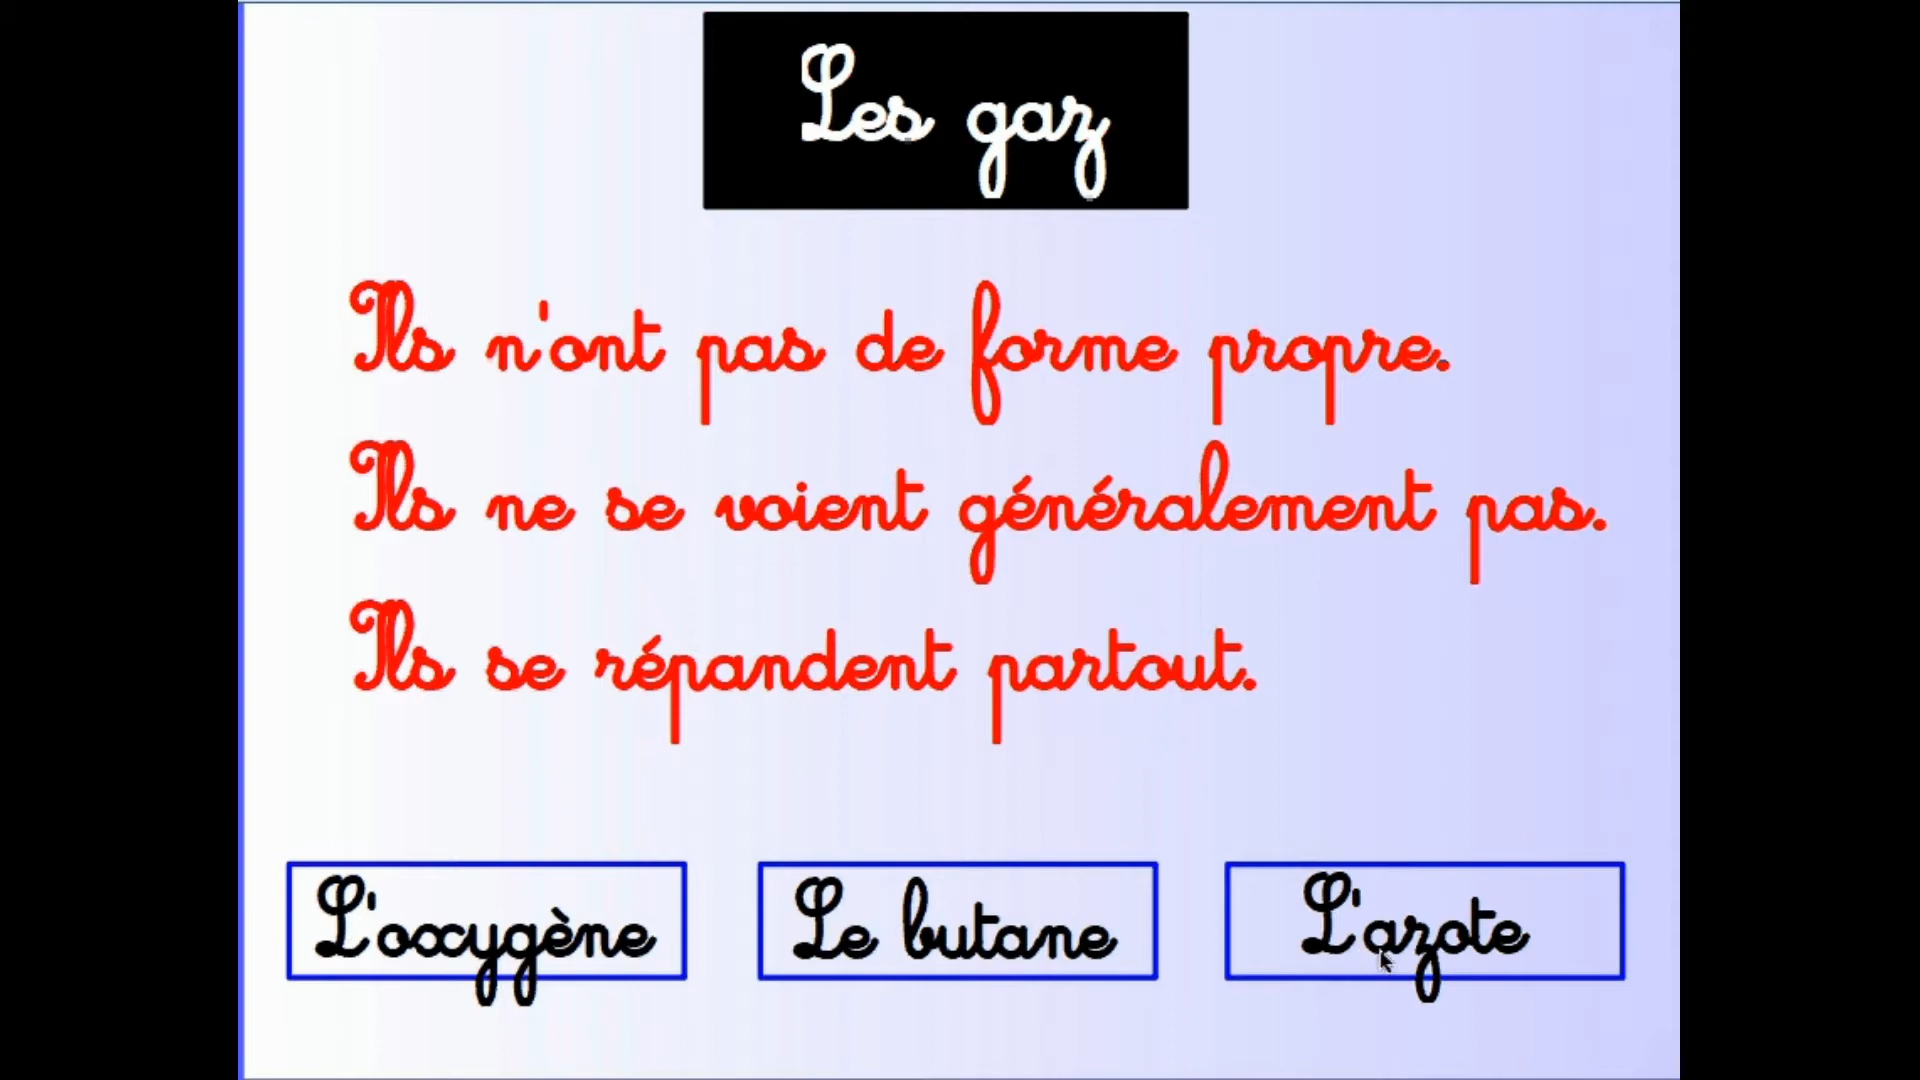 Les gaz
Ils n'ont pas de forme propre.
Ils ne se voient généralement pas.
Ils se répandent partout.
L'oxygène
Le butane
L'azote